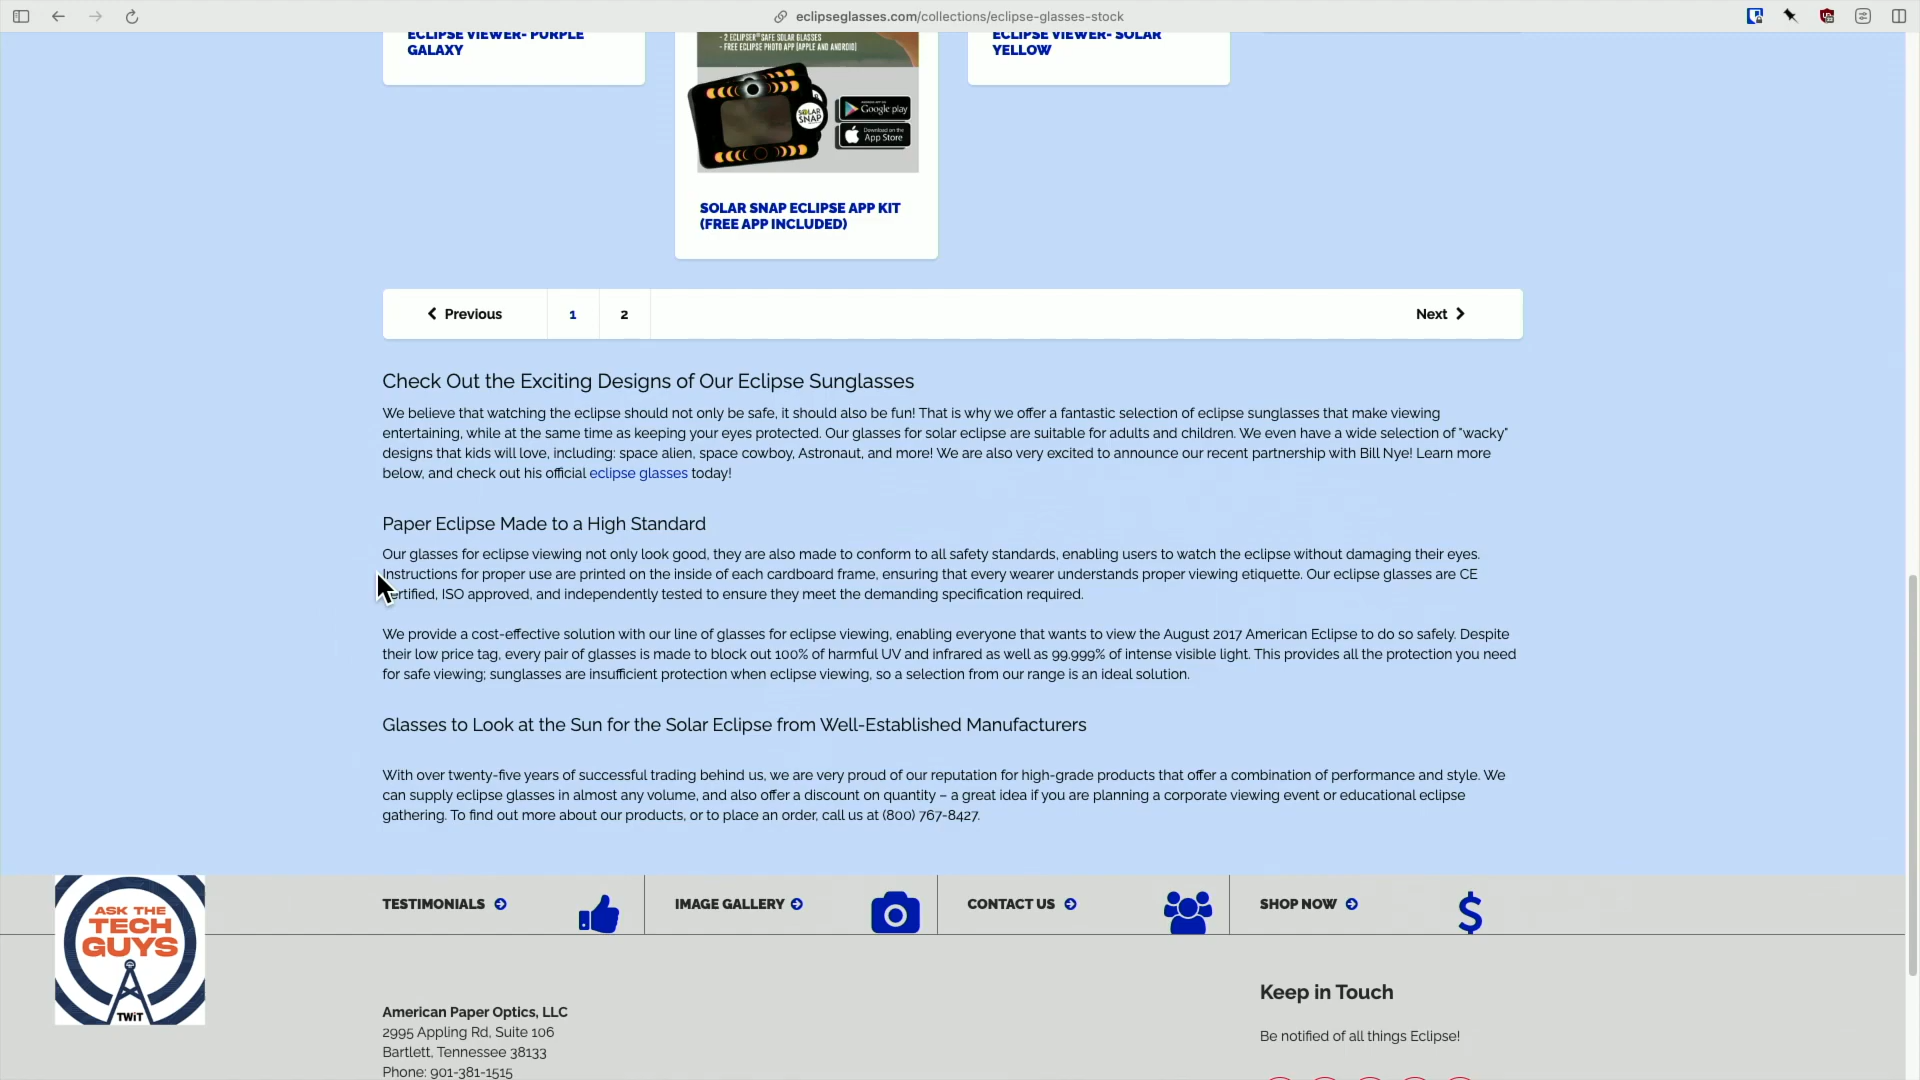 eclipseglasses.com/collections/eclipse-glasses-stock
ECLIPSE VIEWER- PURPLE
GALAXY
- 2 ECLIPSER® SAFE SOLAR GLASSES
- FREE ECLIPSE PHOTO APP (APPLE AND ANDROID)
SOLAR
SNAP
Google play
Download on the
App Store
SOLAR SNAP ECLIPSE APP KIT
(FREE APP INCLUDED)
ECLIPSE VIEWER- SOLAR
YELLOW
Previous
1
2
Next
Check Out the Exciting Designs of Our Eclipse Sunglasses
We believe that watching the eclipse should not only be safe, it should also be fun! That is why we offer a fantastic selection of eclipse sunglasses that make viewing
entertaining, while at the same time as keeping your eyes protected. Our glasses for solar eclipse are suitable for adults and children. We even have a wide selection of "wacky"
designs that kids will love, including: space alien, space cowboy, Astronaut, and more! We are also very excited to announce our recent partnership with Bill Nye! Learn more
below, and check out his official eclipse glasses today!
Paper Eclipse Made to a High Standard
Our glasses for eclipse viewing not only look good, they are also made to conform to all safety standards, enabling users to watch the eclipse without damaging their eyes.
Instructions for proper use are printed on the inside of each cardboard frame, ensuring that every wearer understands proper viewing etiquette. Our eclipse glasses are CE
certified, ISO approved, and independently tested to ensure they meet the demanding specification required.
We provide a cost-effective solution with our line of glasses for eclipse viewing, enabling everyone that wants to view the August 2017 American Eclipse to do so safely. Despite
their low price tag, every pair of glasses is made to block out 100% of harmful UV and infrared as well as 99.999% of intense visible light. This provides all the protection you need
for safe viewing; sunglasses are insufficient protection when eclipse viewing, so a selection from our range is an ideal solution.
Glasses to Look at the Sun for the Solar Eclipse from Well-Established Manufacturers
With over twenty-five years of successful trading behind us, we are very proud of our reputation for high-grade products that offer a combination of performance and style. We
can supply eclipse glasses in almost any volume, and also offer a discount on quantity – a great idea if you are planning a corporate viewing event or educational eclipse
gathering. To find out more about our products, or to place an order, call us at (800) 767-8427.
TESTIMONIALS
IMAGE GALLERY
CONTACT US
SHOP NOW
ASK THE
TECH
GUYS
TWiT
American Paper Optics, LLC
2995 Appling Rd, Suite 106
Bartlett, Tennessee 38133
Phone: 901-381-1515
Keep in Touch
Be notified of all things Eclipse!